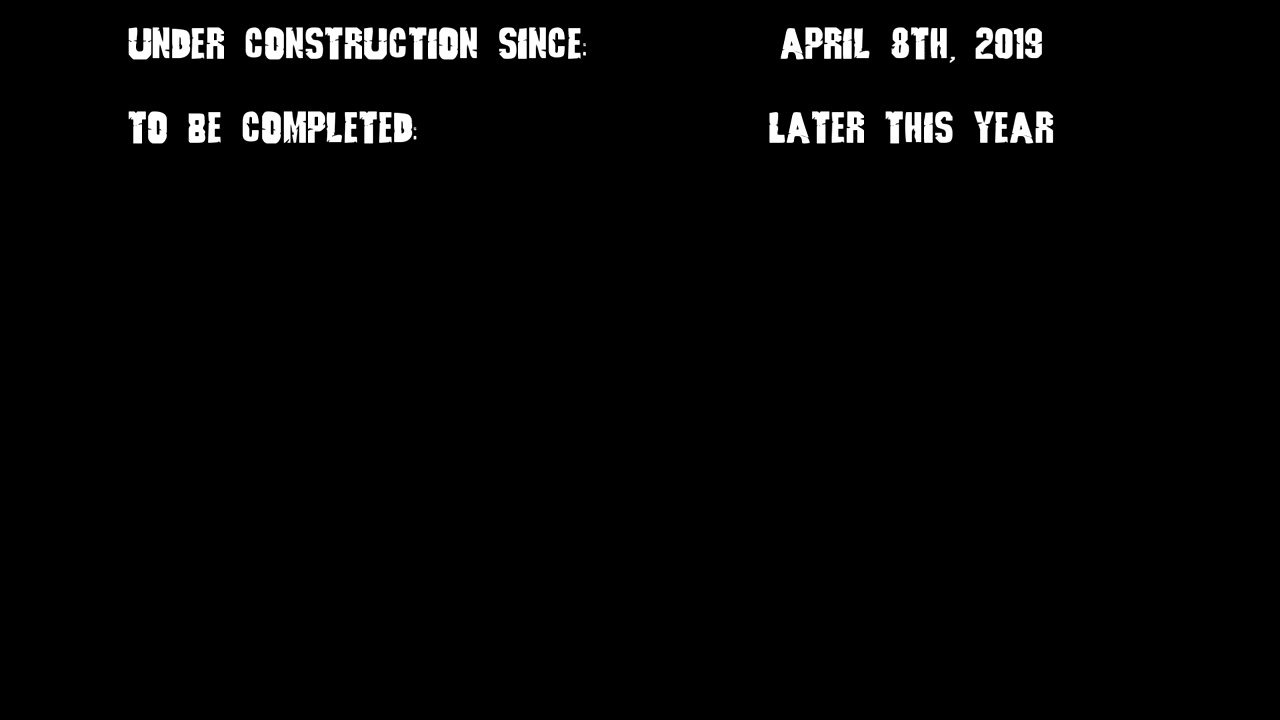 UNDER CONSTRUCTION SINCE: APRIL 8TH, 2019
TO BE COMPLETED: LATER THIS YEAR